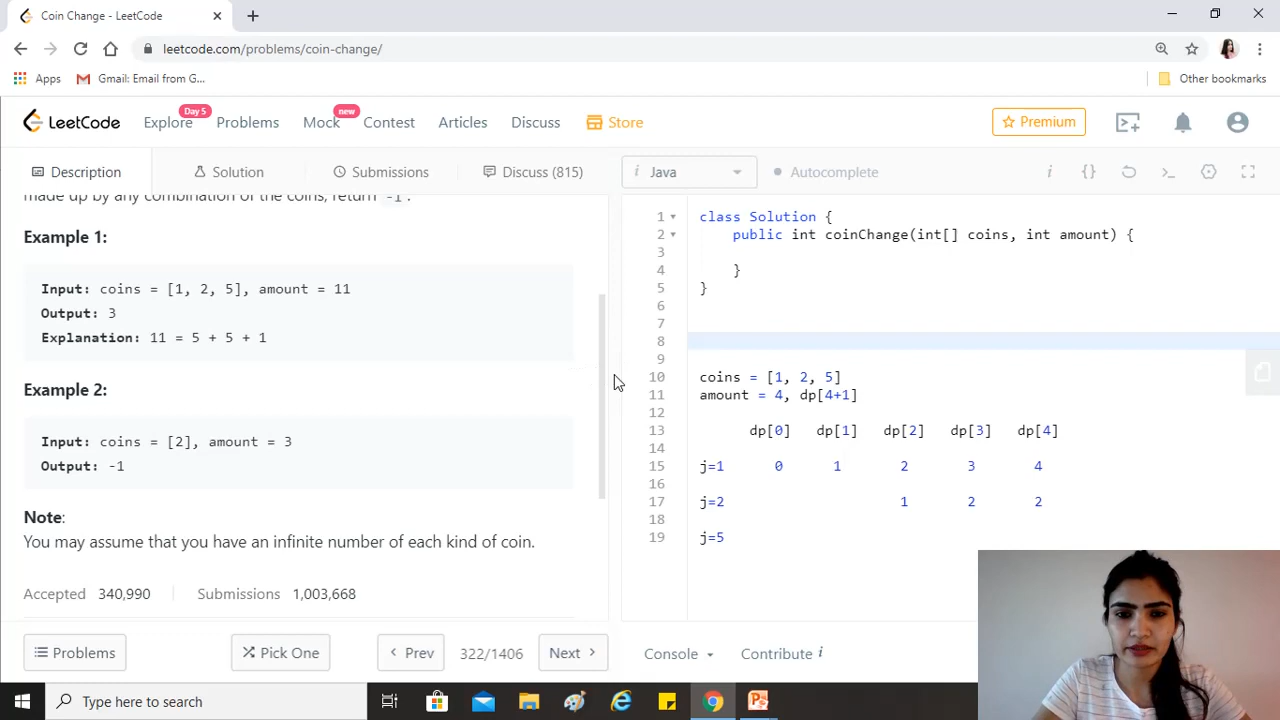 Coin Change - LeetCode
leetcode.com/problems/coin-change/
Apps Gmail: Email from G... Other bookmarks
LeetCode Explore Day 5 Problems Mock new Contest Articles Discuss Store Premium
Description Solution Submissions Discuss (815) i Java Autocomplete i {}
made up by any combination of the coins, return -1 .
Example 1:
Input: coins = [1, 2, 5], amount = 11
Output: 3
Explanation: 11 = 5 + 5 + 1
Example 2:
Input: coins = [2], amount = 3
Output: -1
Note:
You may assume that you have an infinite number of each kind of coin.
Accepted 340,990 Submissions 1,003,668
Problems Pick One Prev 322/1406 Next
1 class Solution {
2 public int coinChange(int[] coins, int amount) {
3
4 }
5 }
6
7
8
9
10 coins = [1, 2, 5]
11 amount = 4, dp[4+1]
12
13 dp[0] dp[1] dp[2] dp[3] dp[4]
14
15 j=1 0 1 2 3 4
16
17 j=2 1 2 2
18
19 j=5
Console Contribute i
Type here to search